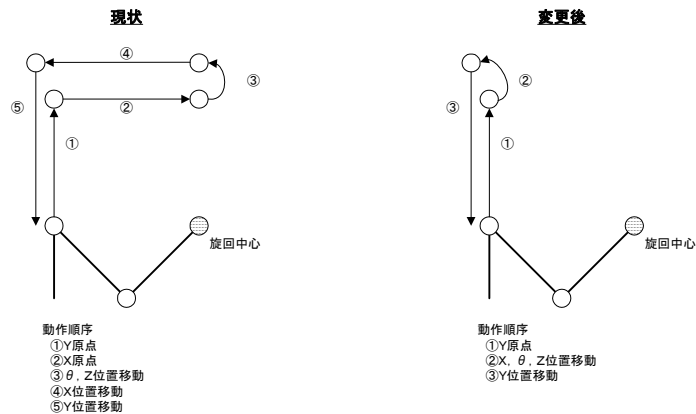 現状
④
③
⑤
②
①
旋回中心
動作順序
①Y原点
②X原点
③θ, Z位置移動
④X位置移動
⑤Y位置移動
変更後
②
③
①
旋回中心
動作順序
①Y原点
②X, θ, Z位置移動
③Y位置移動